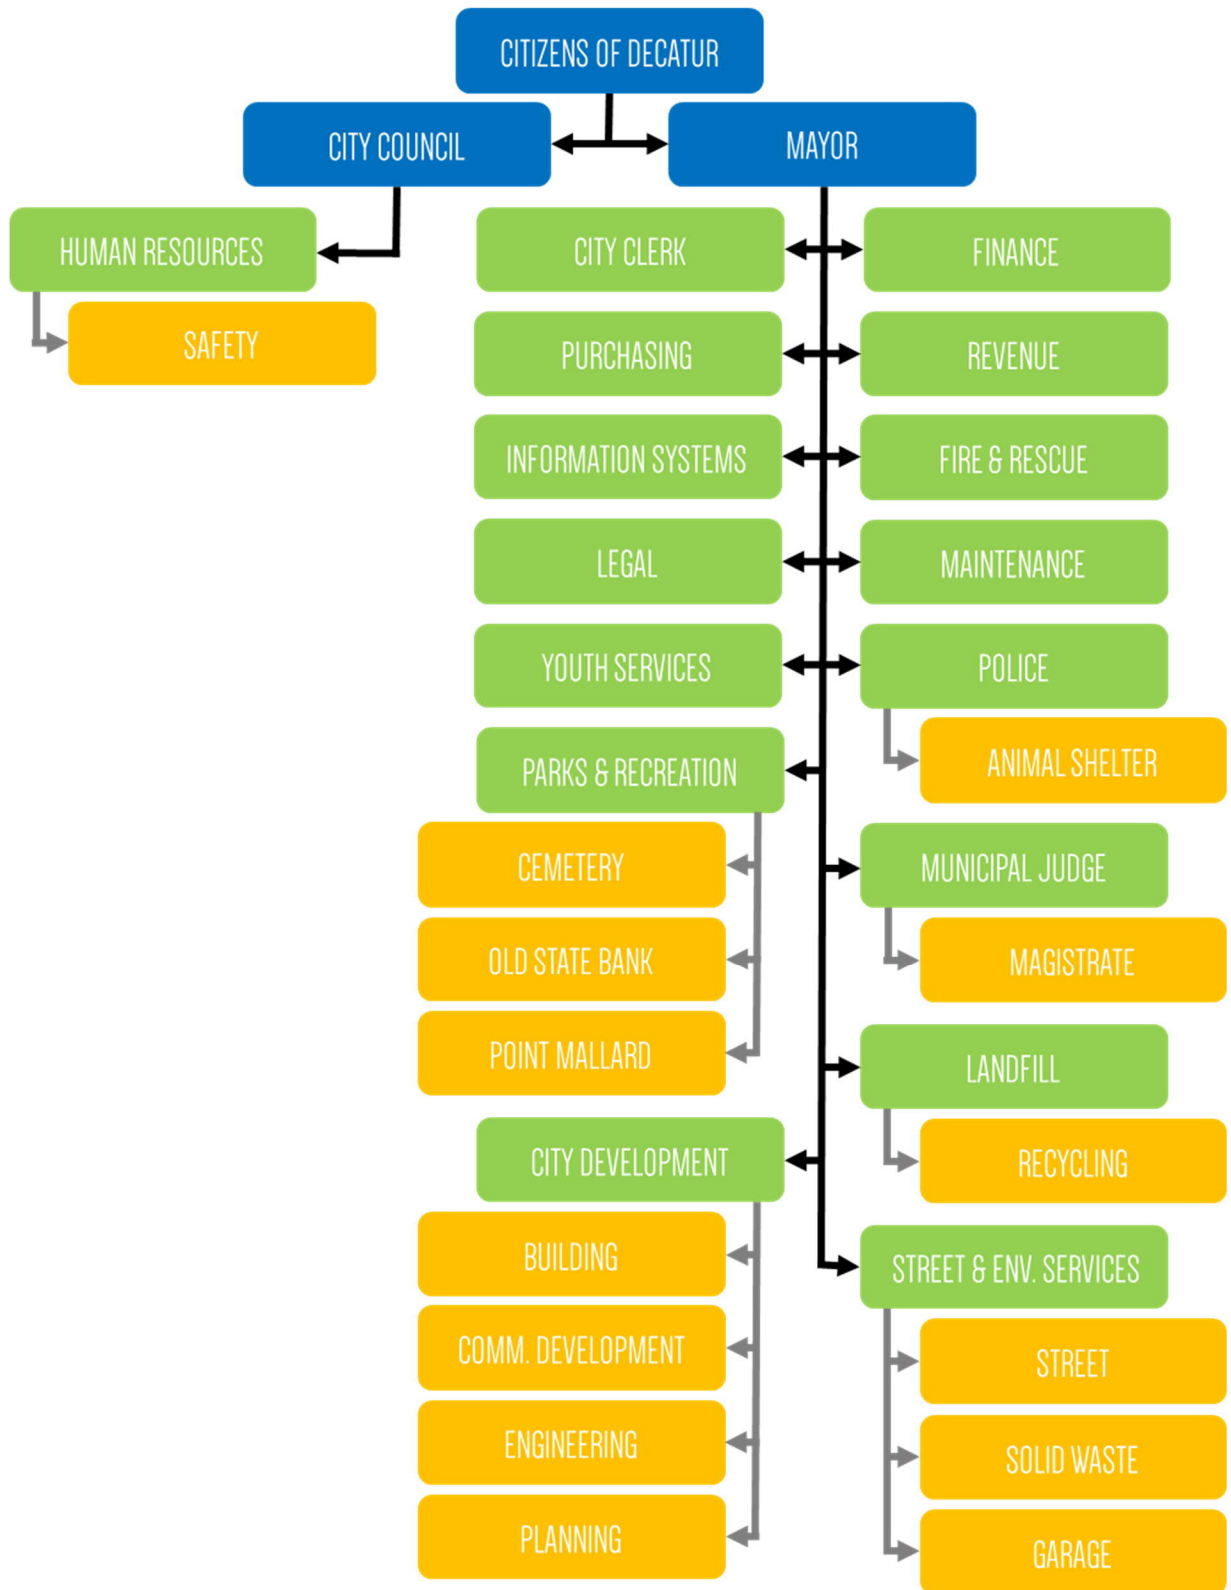 CITIZENS OF DECATUR
CITY COUNCIL
MAYOR
HUMAN RESOURCES
SAFETY
CITY CLERK
FINANCE
PURCHASING
REVENUE
INFORMATION SYSTEMS
FIRE & RESCUE
LEGAL
MAINTENANCE
YOUTH SERVICES
POLICE
ANIMAL SHELTER
PARKS & RECREATION
CEMETERY
OLD STATE BANK
POINT MALLARD
MUNICIPAL JUDGE
MAGISTRATE
LANDFILL
RECYCLING
CITY DEVELOPMENT
BUILDING
COMM. DEVELOPMENT
ENGINEERING
PLANNING
STREET & ENV. SERVICES
STREET
SOLID WASTE
GARAGE